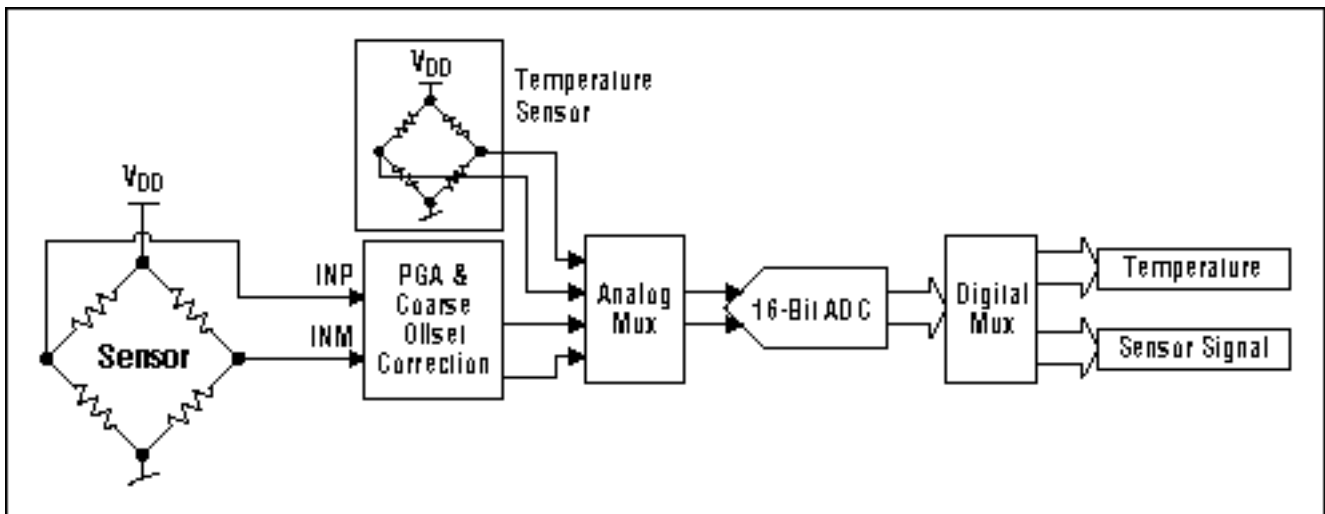 VDD
Temperature
Sensor
VDD
INP
INM
PGA &
Coarse
Offset
Correction
Analog
Mux
16-Bit ADC
Digital
Mux
Temperature
Sensor Signal
Sensor